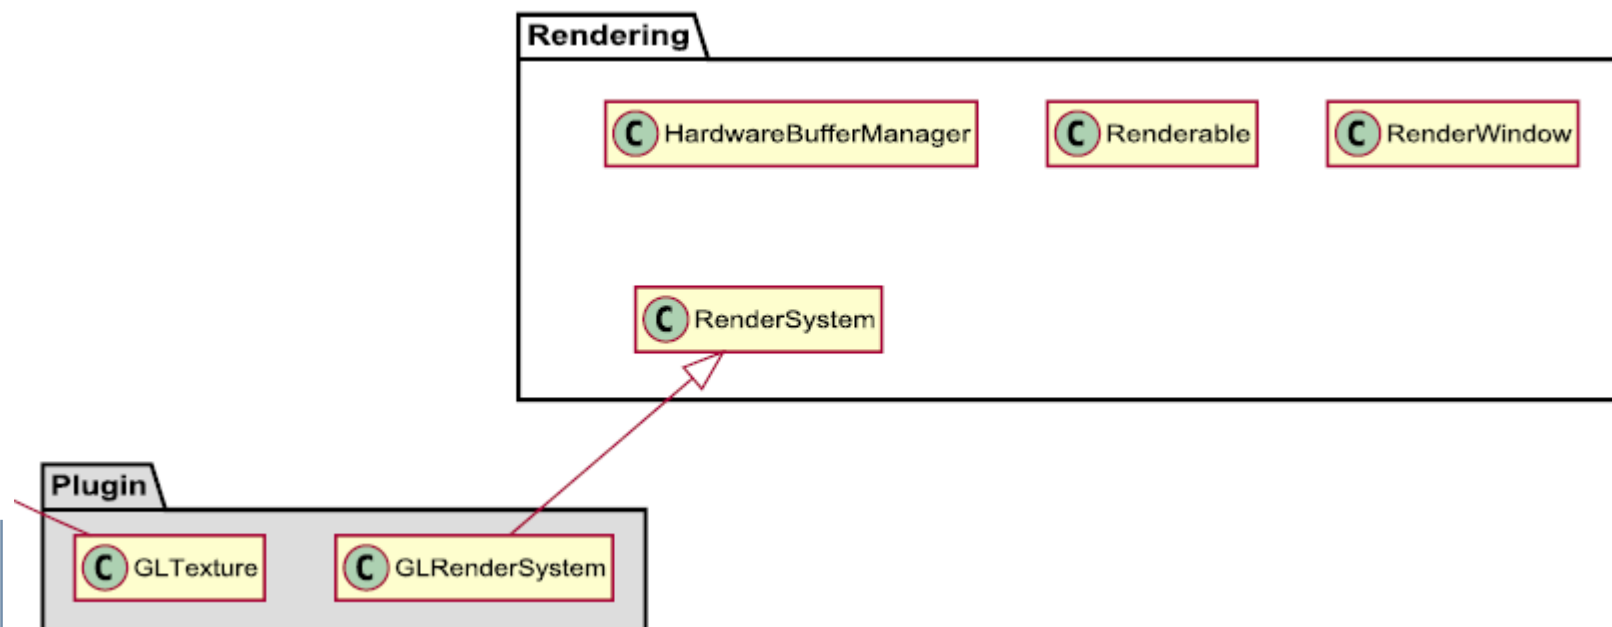 Rendering
C HardwareBufferManager
C Renderable
C RenderWindow
C RenderSystem
Plugin
C GLTexture
C GLRenderSystem